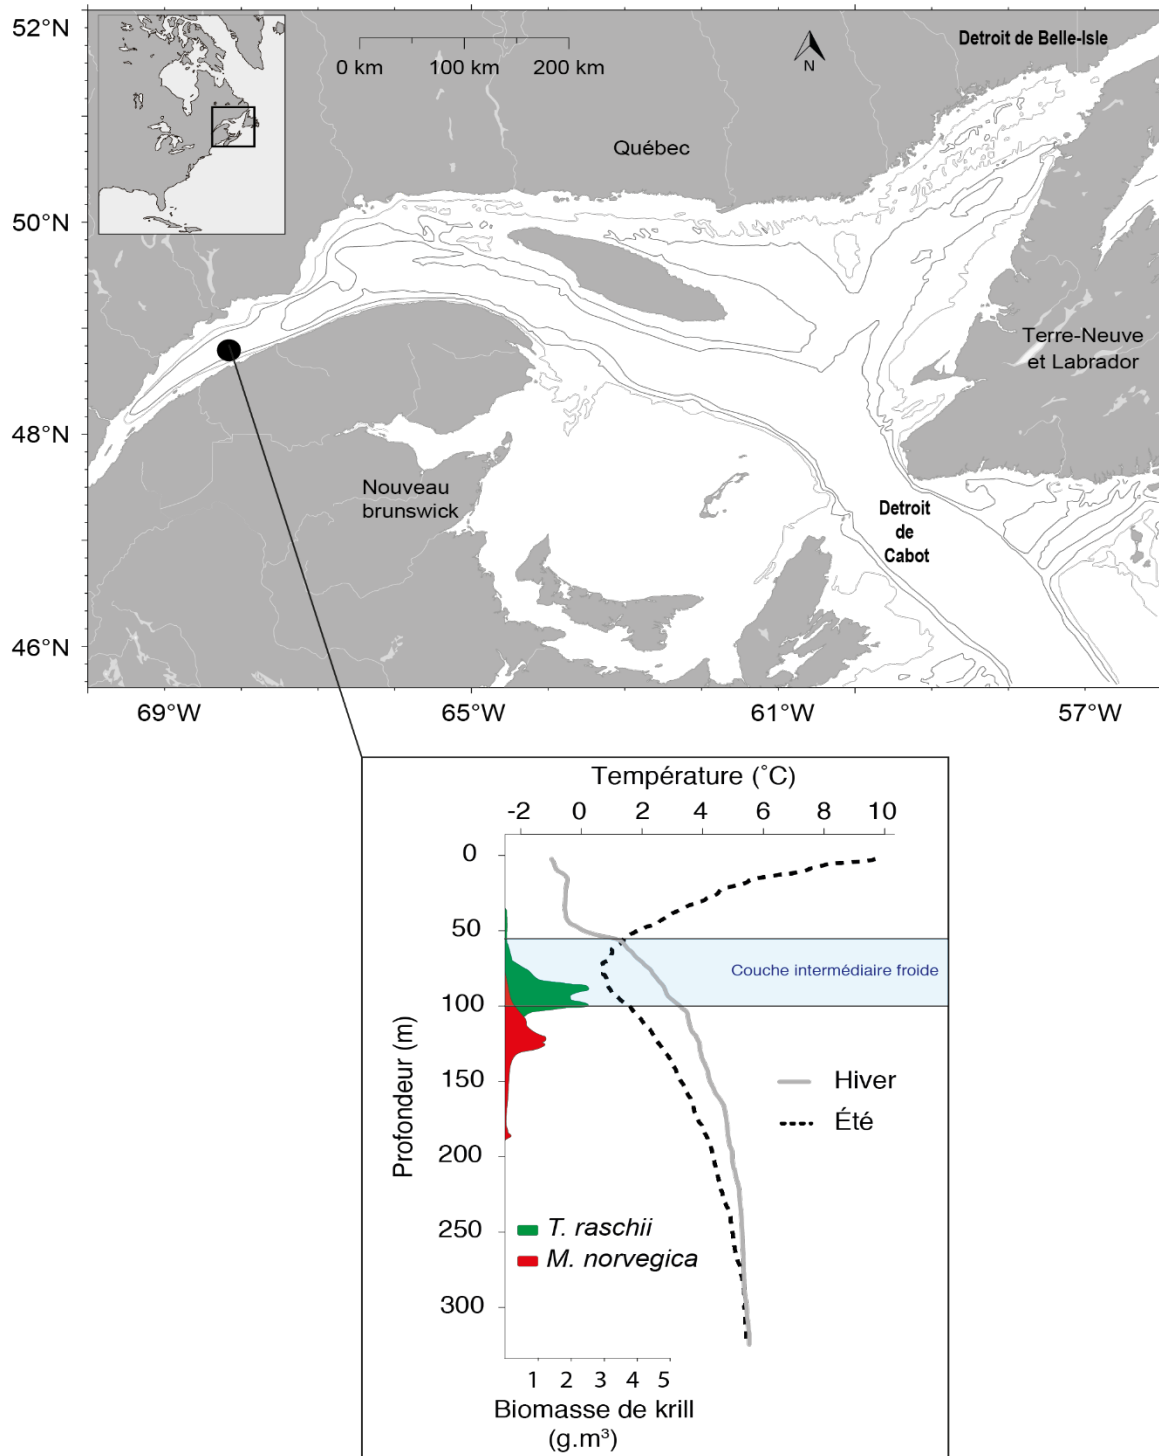 52°N
Detroit de Belle-Isle
0 km 100 km 200 km
N
Québec
50°N
Terre-Neuve
et Labrador
48°N
Nouveau
brunswick
Detroit
de
Cabot
46°N
69°W 65°W 61°W 57°W
Température (˚C)
-2 0 2 4 6 8 10
0
50
Couche intermédiaire froide
100
Profondeur (m)
150
Hiver
Été
200
250
T. raschii
M. norvegica
300
1 2 3 4 5
Biomasse de krill
(g.m³)